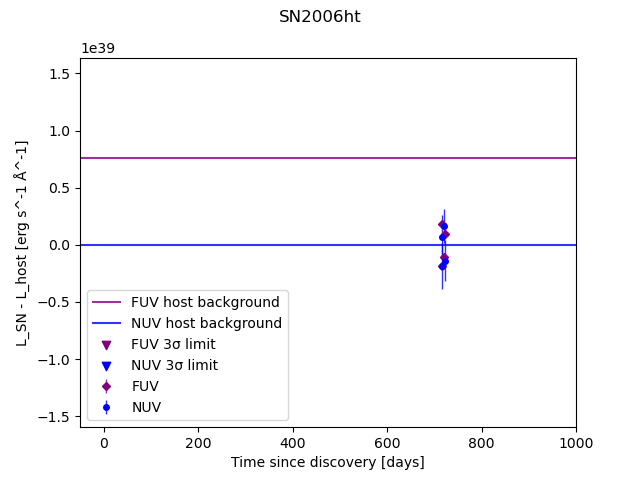 SN2006ht
1e39
1.5
1.0
0.5
0.0
−0.5
−1.0
−1.5
L_SN - L_host [erg s^-1 Å^-1]
FUV host background
NUV host background
FUV 3σ limit
NUV 3σ limit
FUV
NUV
0 200 400 600 800 1000
Time since discovery [days]